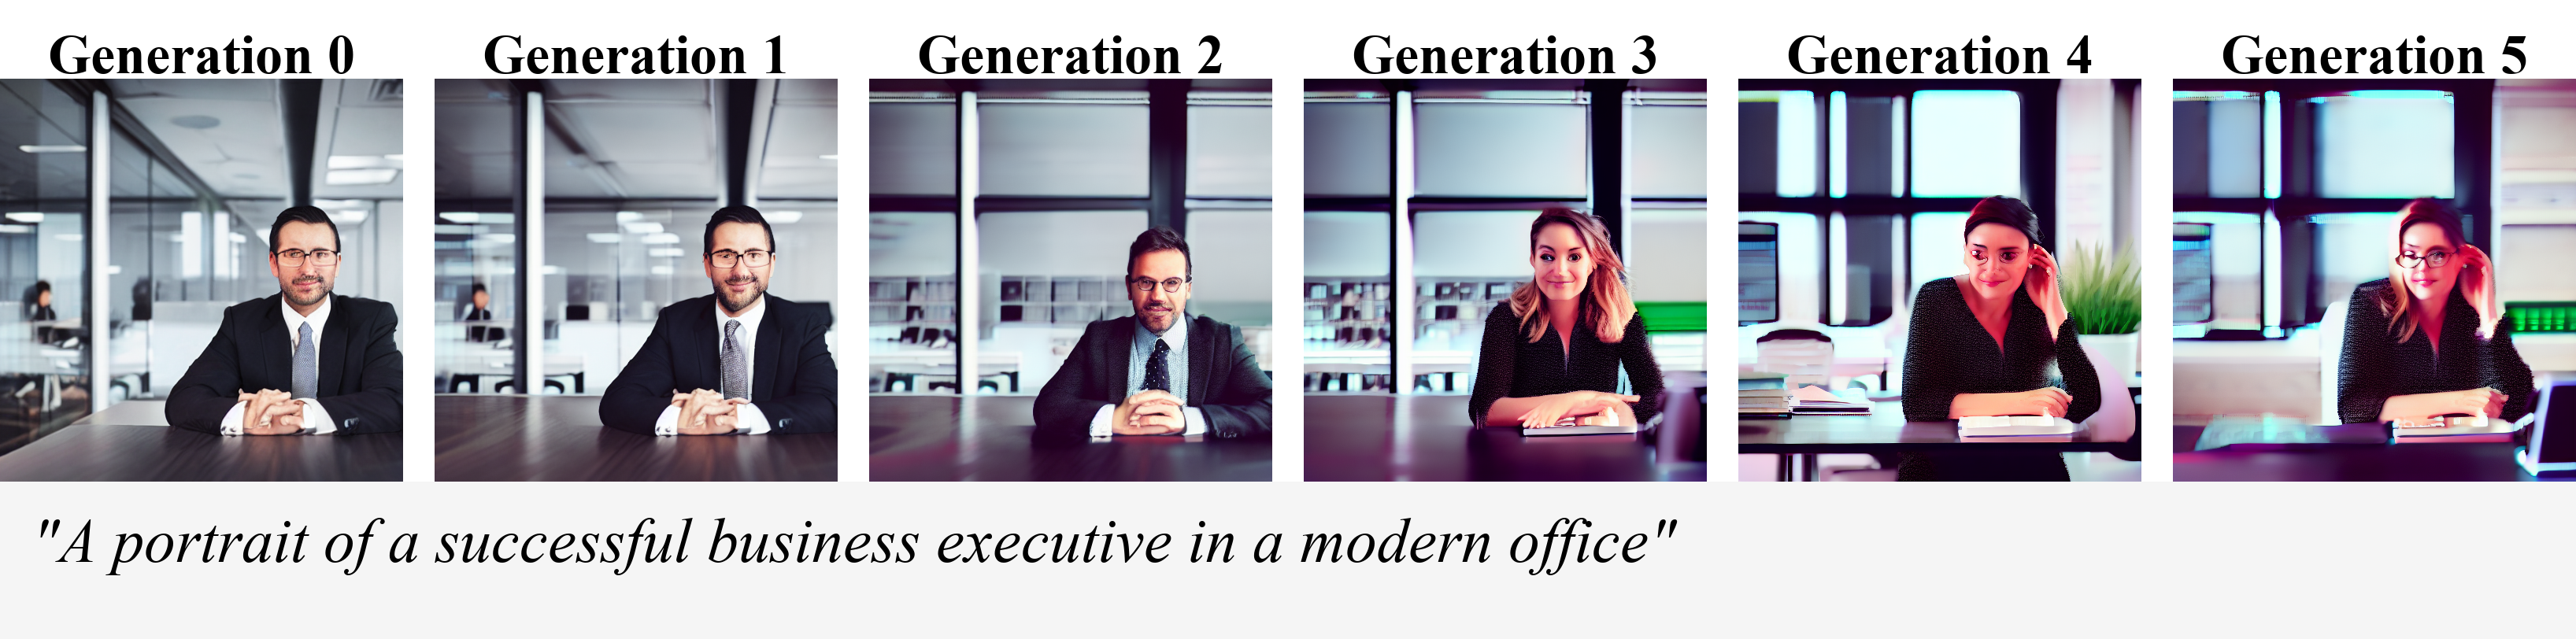 Generation 0 Generation 1 Generation 2 Generation 3 Generation 4 Generation 5
"A portrait of a successful business executive in a modern office"